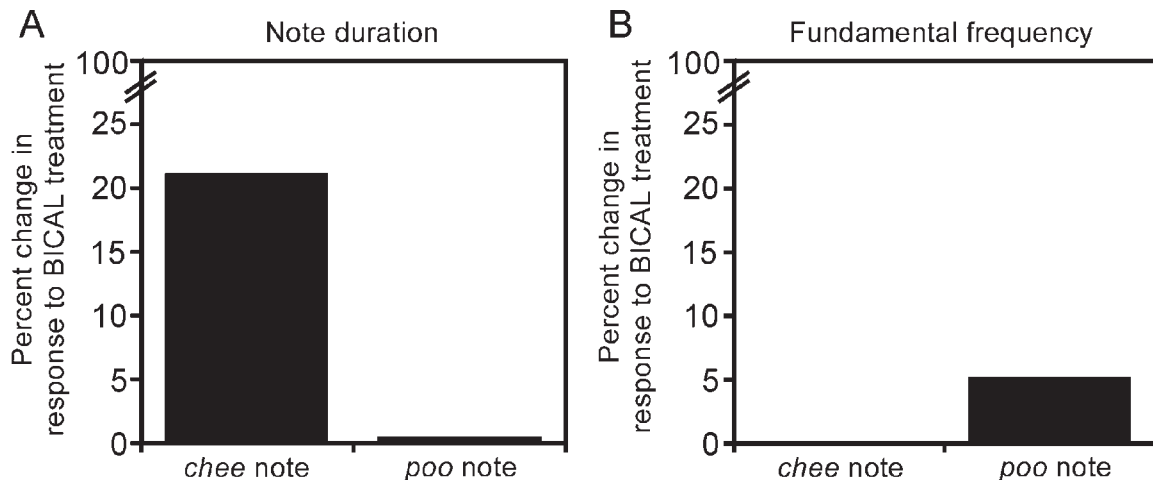 A
Note duration
Percent change in
response to BICAL treatment
100
25
20
15
10
5
0
chee note
poo note
B
Fundamental frequency
Percent change in
response to BICAL treatment
100
25
20
15
10
5
0
chee note
poo note